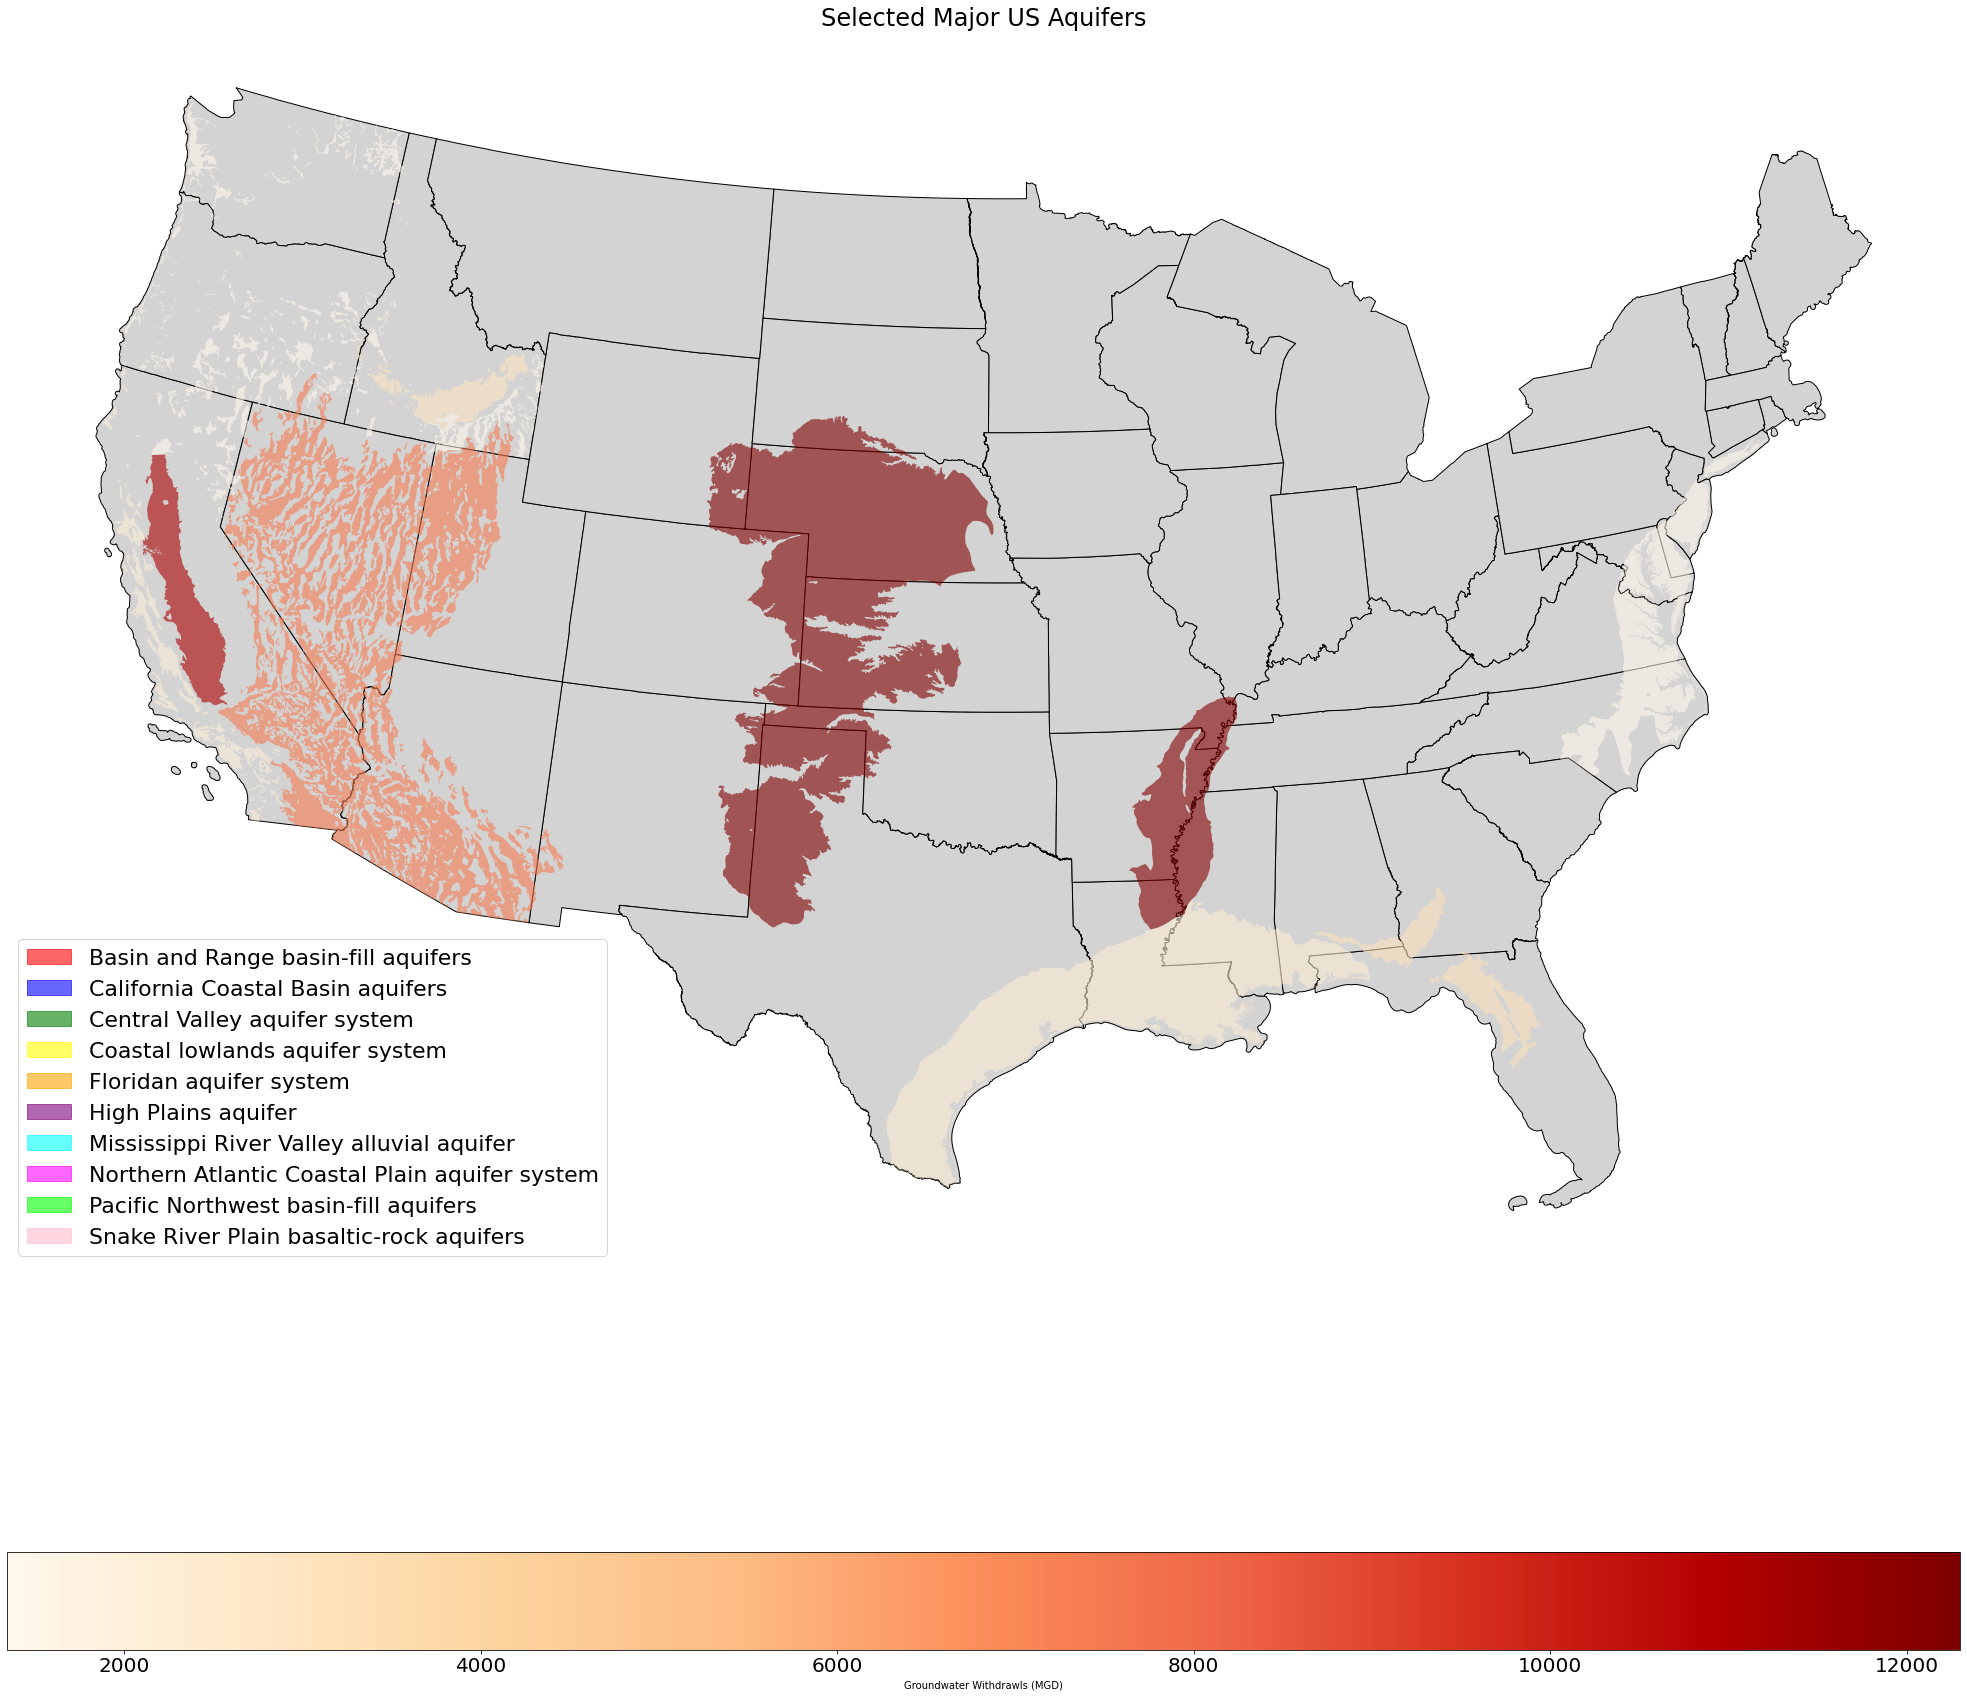 Selected Major US Aquifers
Basin and Range basin-fill aquifers
California Coastal Basin aquifers
Central Valley aquifer system
Coastal lowlands aquifer system
Floridan aquifer system
High Plains aquifer
Mississippi River Valley alluvial aquifer
Northern Atlantic Coastal Plain aquifer system
Pacific Northwest basin-fill aquifers
Snake River Plain basaltic-rock aquifers
2000 4000 6000 8000 10000 12000
Groundwater Withdrawls (MGD)